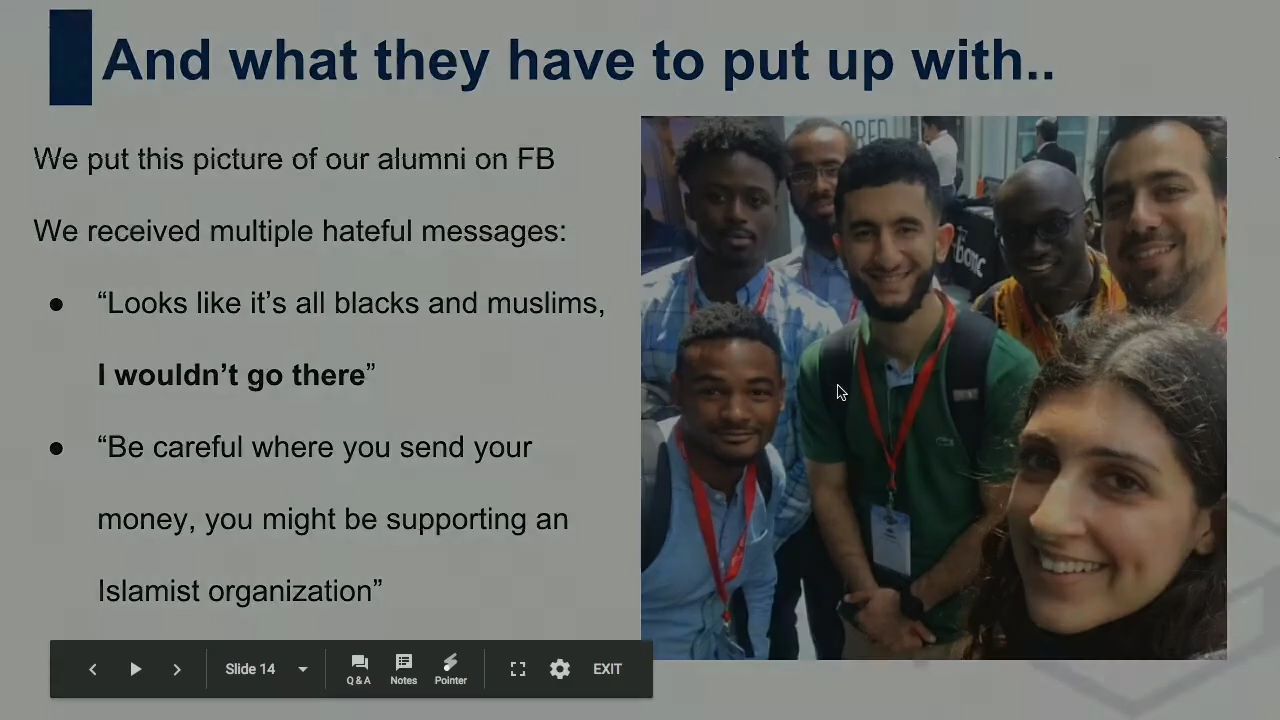 And what they have to put up with..
We put this picture of our alumni on FB
We received multiple hateful messages:
● “Looks like it’s all blacks and muslims,
I wouldn’t go there”
● “Be careful where you send your
money, you might be supporting an
Islamist organization”
Slide 14
Q & A
Notes
Pointer
EXIT